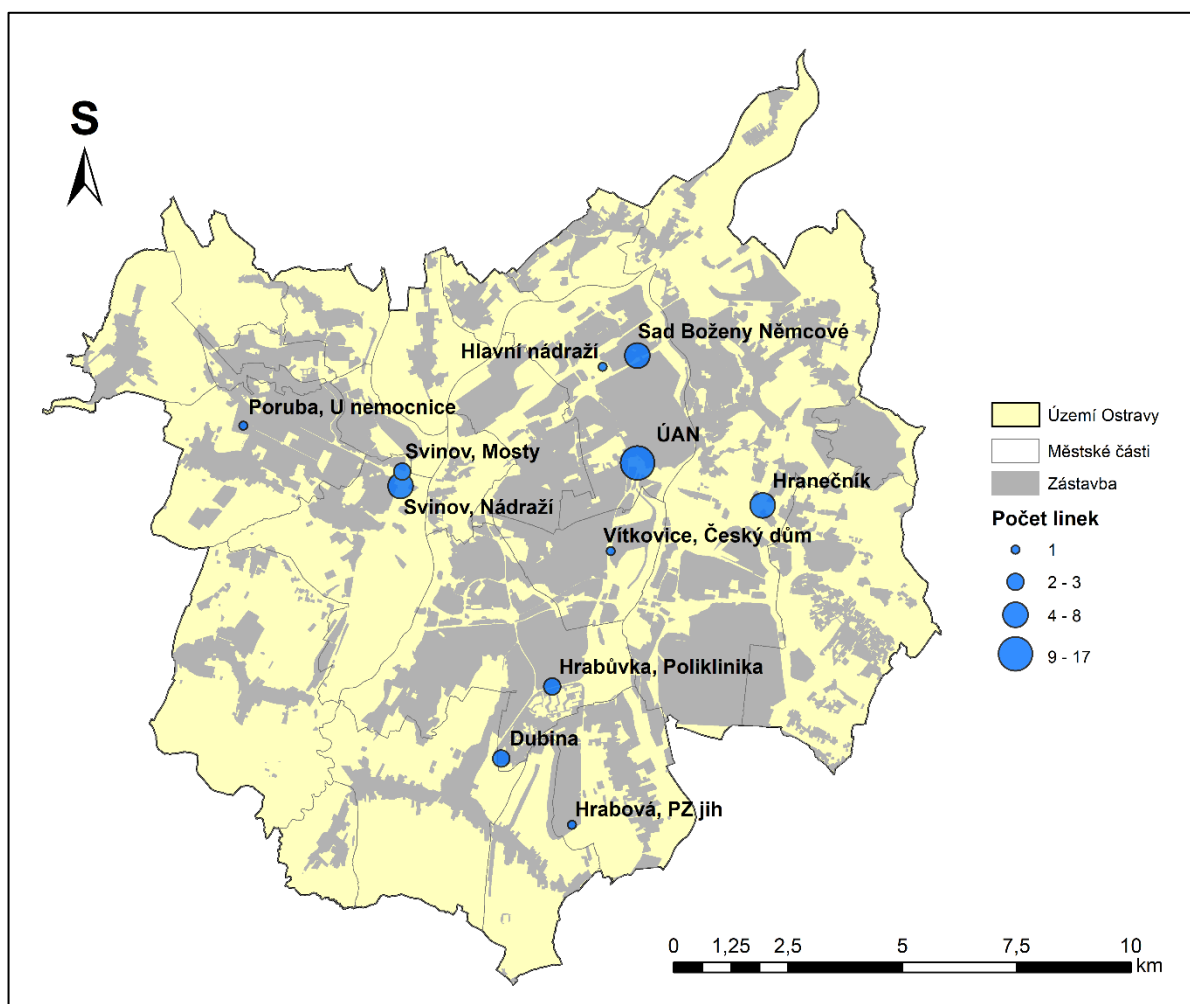 S
Sad Boženy Němcové
Hlavní nádraží
Poruba, U nemocnice
ÚAN
Svinov, Mosty
Hranečník
Svinov, Nádraží
Vítkovice, Český dům
Hrabůvka, Poliklinika
Dubina
Hrabová, PZ jih
Území Ostravy
Městské části
Zástavba
Počet linek
1
2 - 3
4 - 8
9 - 17
0 1,25 2,5 5 7,5 10
km